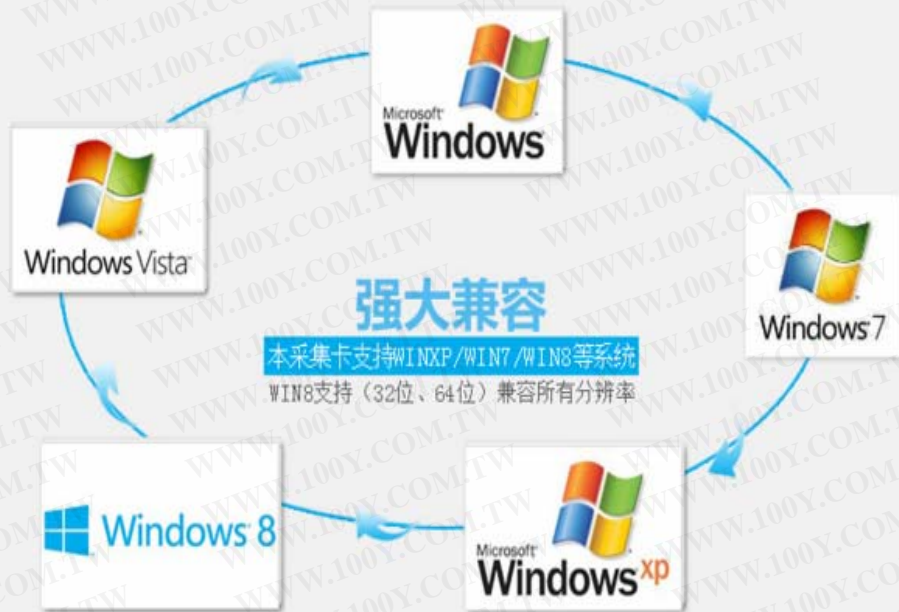 Microsoft
Windows
Windows Vista
Windows 7
强大兼容
本采集卡支持WINXP/WIN7/WIN8等系统
WIN8支持（32位、64位）兼容所有分辨率
Windows 8
Microsoft
Windows xp
WWW.100Y.COM.TW